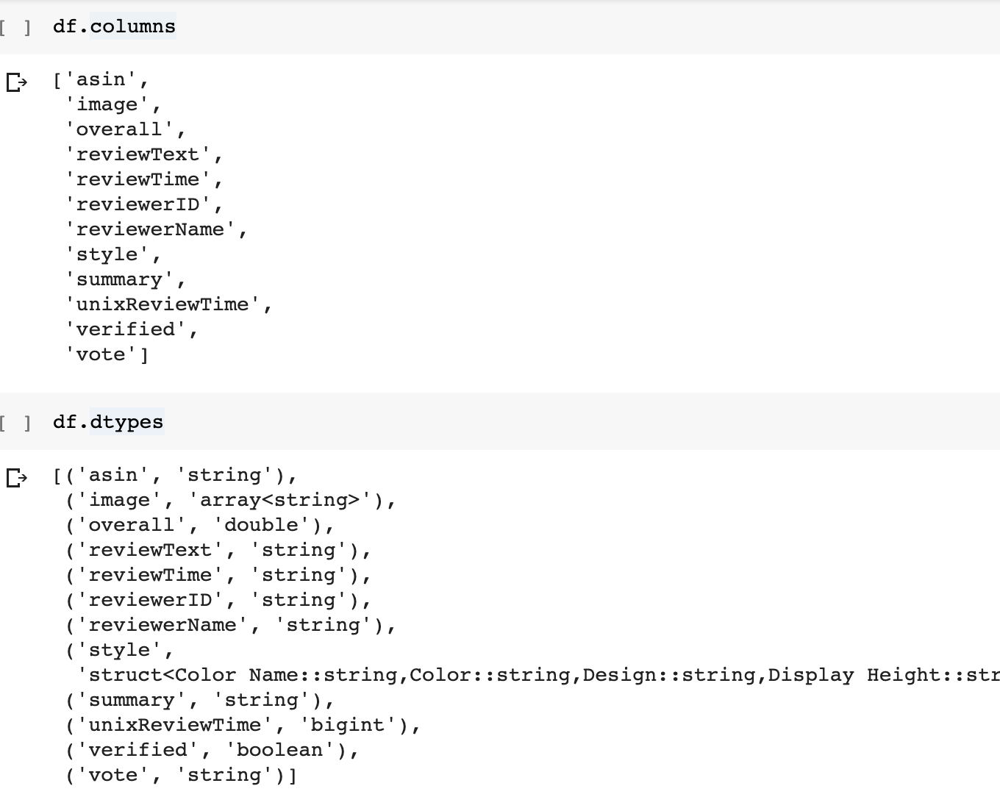 [ ] df.columns
['asin',
'image',
'overall',
'reviewText',
'reviewTime',
'reviewerID',
'reviewerName',
'style',
'summary',
'unixReviewTime',
'verified',
'vote']
[ ] df.dtypes
[('asin', 'string'),
('image', 'array<string>'),
('overall', 'double'),
('reviewText', 'string'),
('reviewTime', 'string'),
('reviewerID', 'string'),
('reviewerName', 'string'),
('style',
'struct<Color Name::string,Color::string,Design::string,Display Height::str
('summary', 'string'),
('unixReviewTime', 'bigint'),
('verified', 'boolean'),
('vote', 'string')]